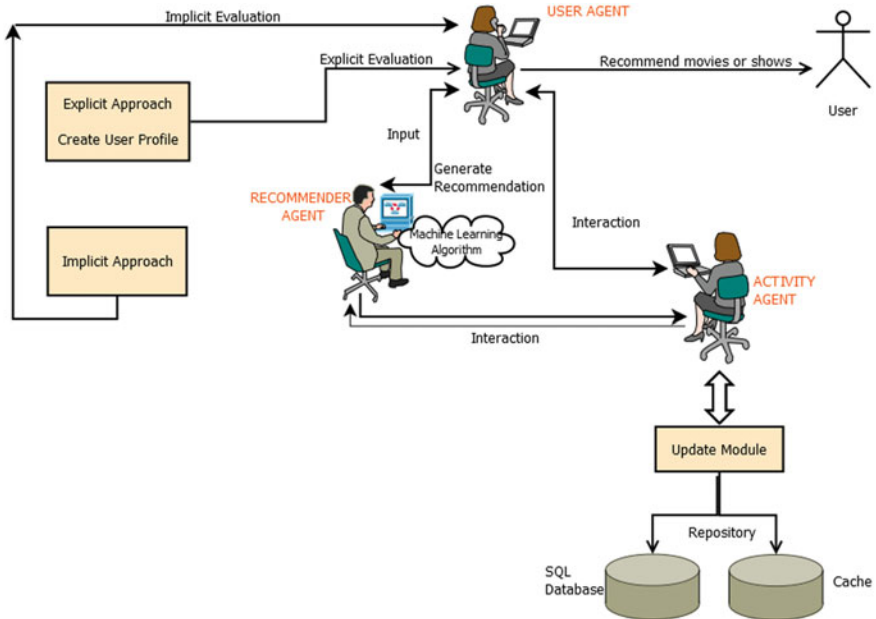 Implicit Evaluation
USER AGENT
Explicit Evaluation
Recommend movies or shows
User
Explicit Approach
Create User Profile
Input
Generate
Recommendation
RECOMMENDER
AGENT
Machine Learning
Algorithm
Interaction
Implicit Approach
ACTIVITY
AGENT
Interaction
Update Module
Repository
SQL
Database
Cache